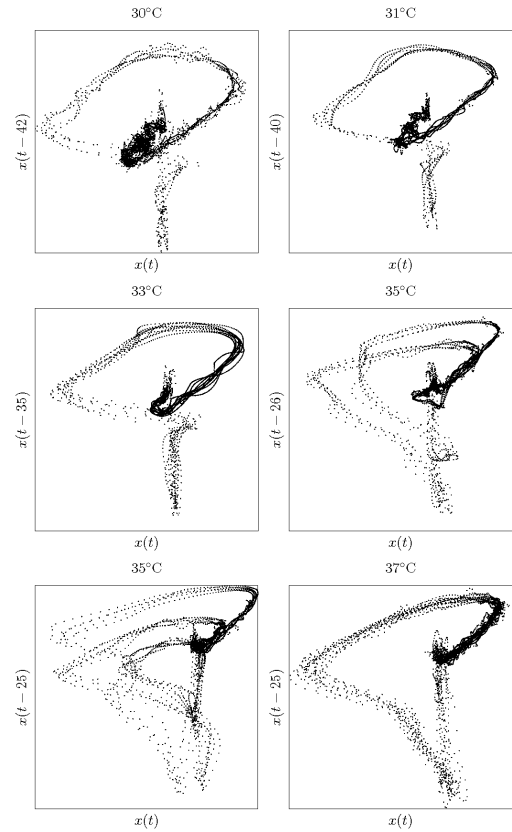 30°C
31°C
x(t − 42)
x(t − 40)
x(t)
x(t)
33°C
35°C
x(t − 35)
x(t − 26)
x(t)
x(t)
35°C
37°C
x(t − 25)
x(t − 25)
x(t)
x(t)